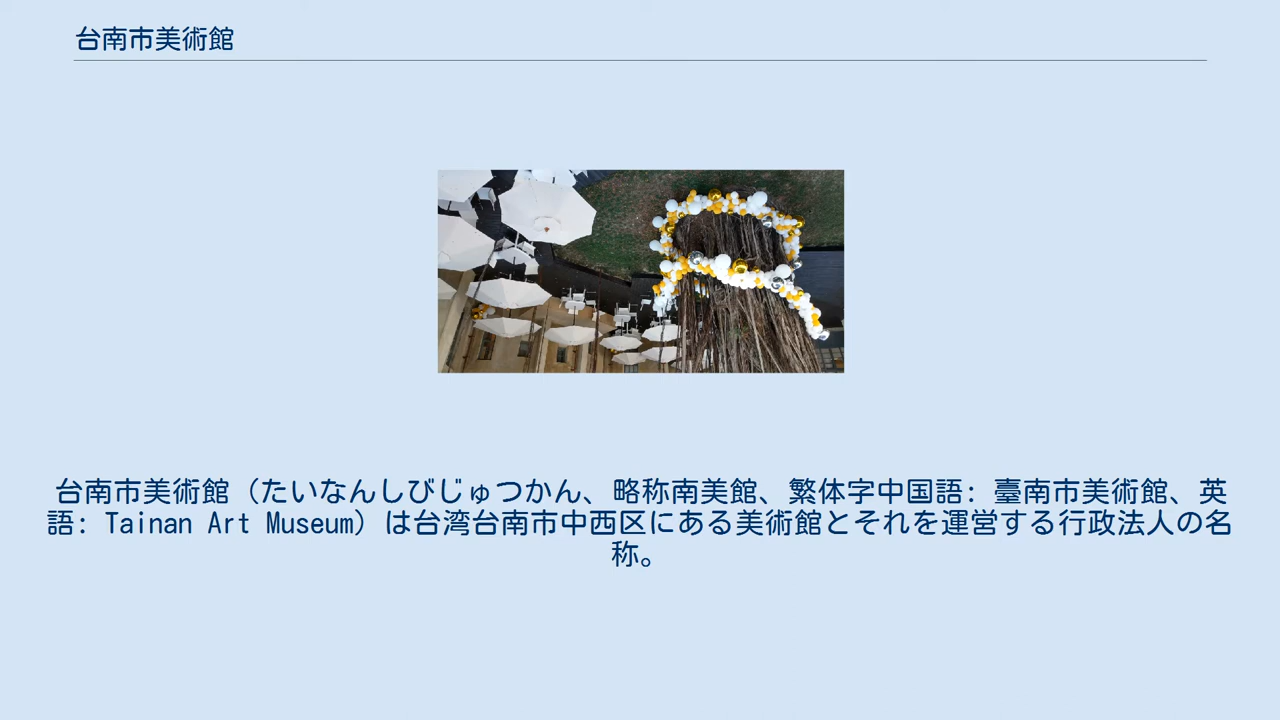 台南市美術館
台南市美術館（たいなんしびじゅつかん、略称南美館、繁体字中国語: 臺南市美術館、英
語: Tainan Art Museum）は台湾台南市中西区にある美術館とそれを運営する行政法人の名
称。